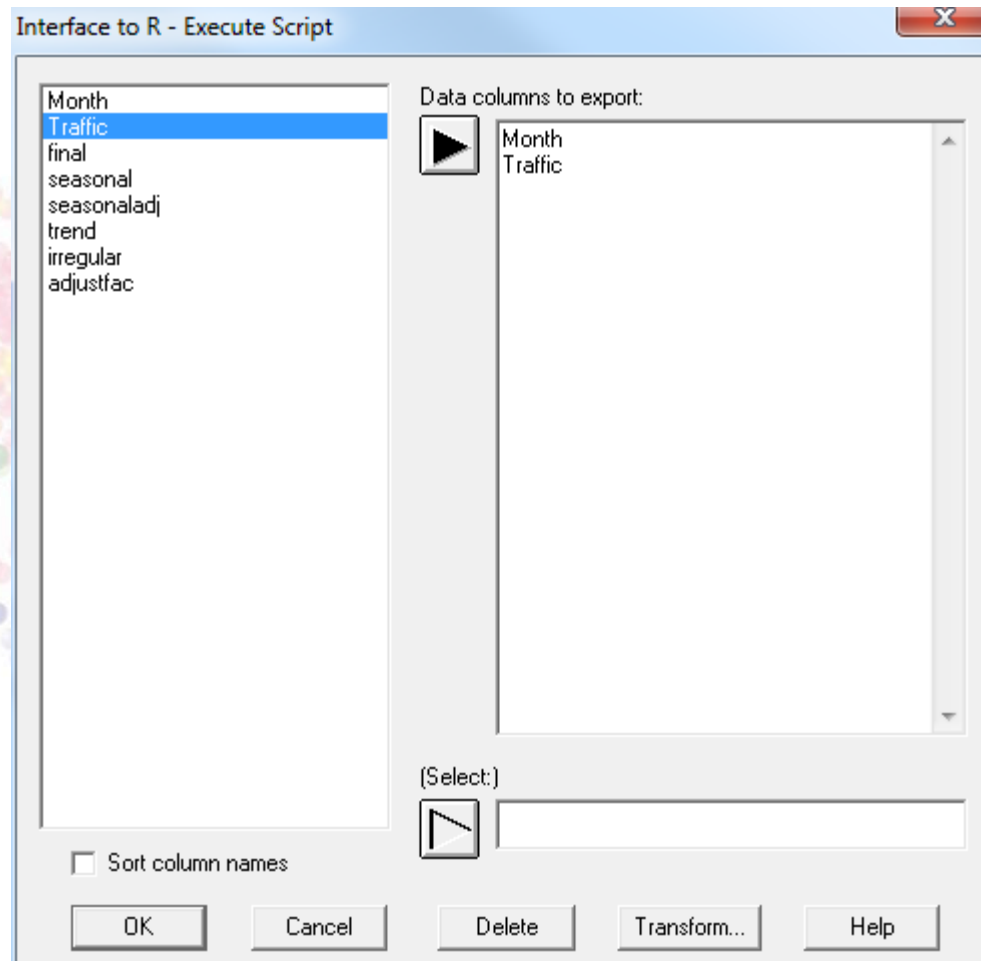 Interface to R - Execute Script
X
Month
Traffic
final
seasonal
seasonaladj
trend
irregular
adjustfac
Sort column names
Data columns to export:
Month
Traffic
(Select:)
OK
Cancel
Delete
Transform...
Help